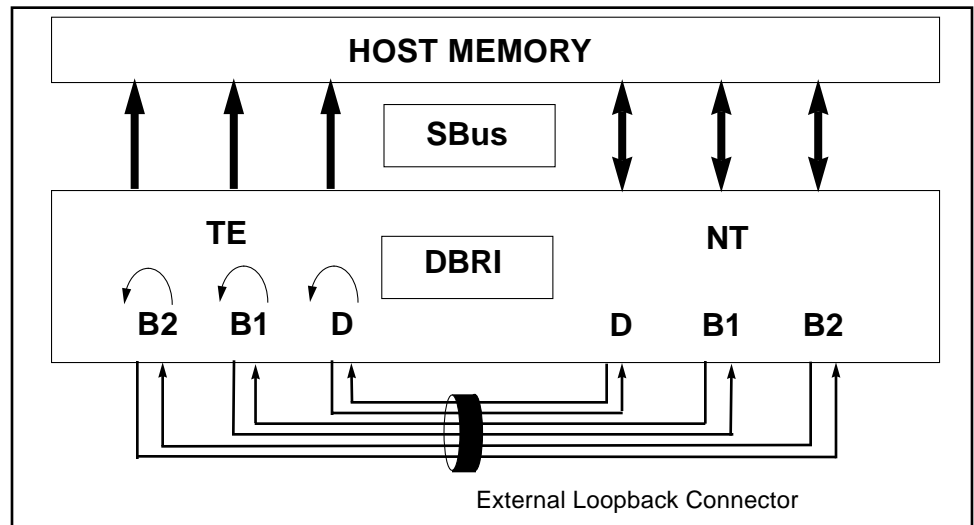 HOST MEMORY
SBus
TE
NT
DBRI
B2 B1 D D B1 B2
External Loopback Connector